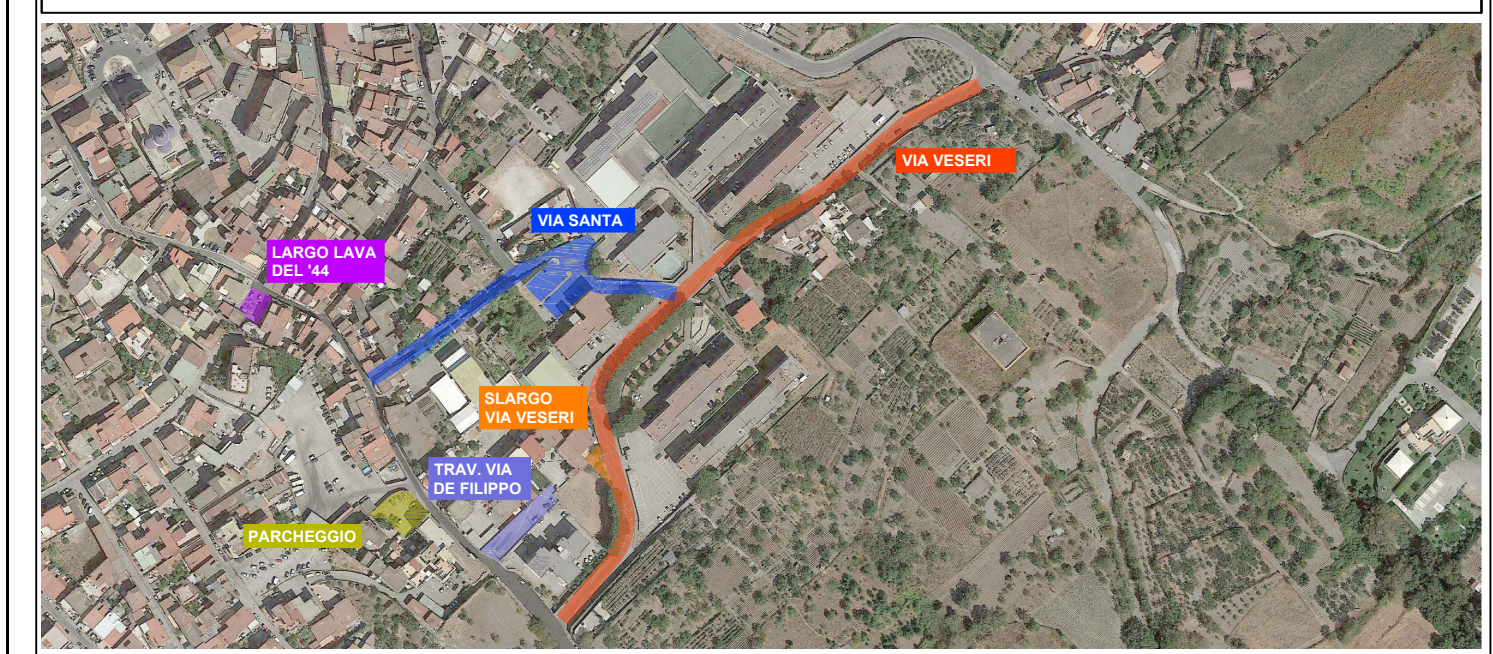 VIA VESERI
VIA SANTA
LARGO LAVA
DEL '44
SLARGO
VIA VESERI
TRAV. VIA
DE FILIPPO
PARCHEGGIO